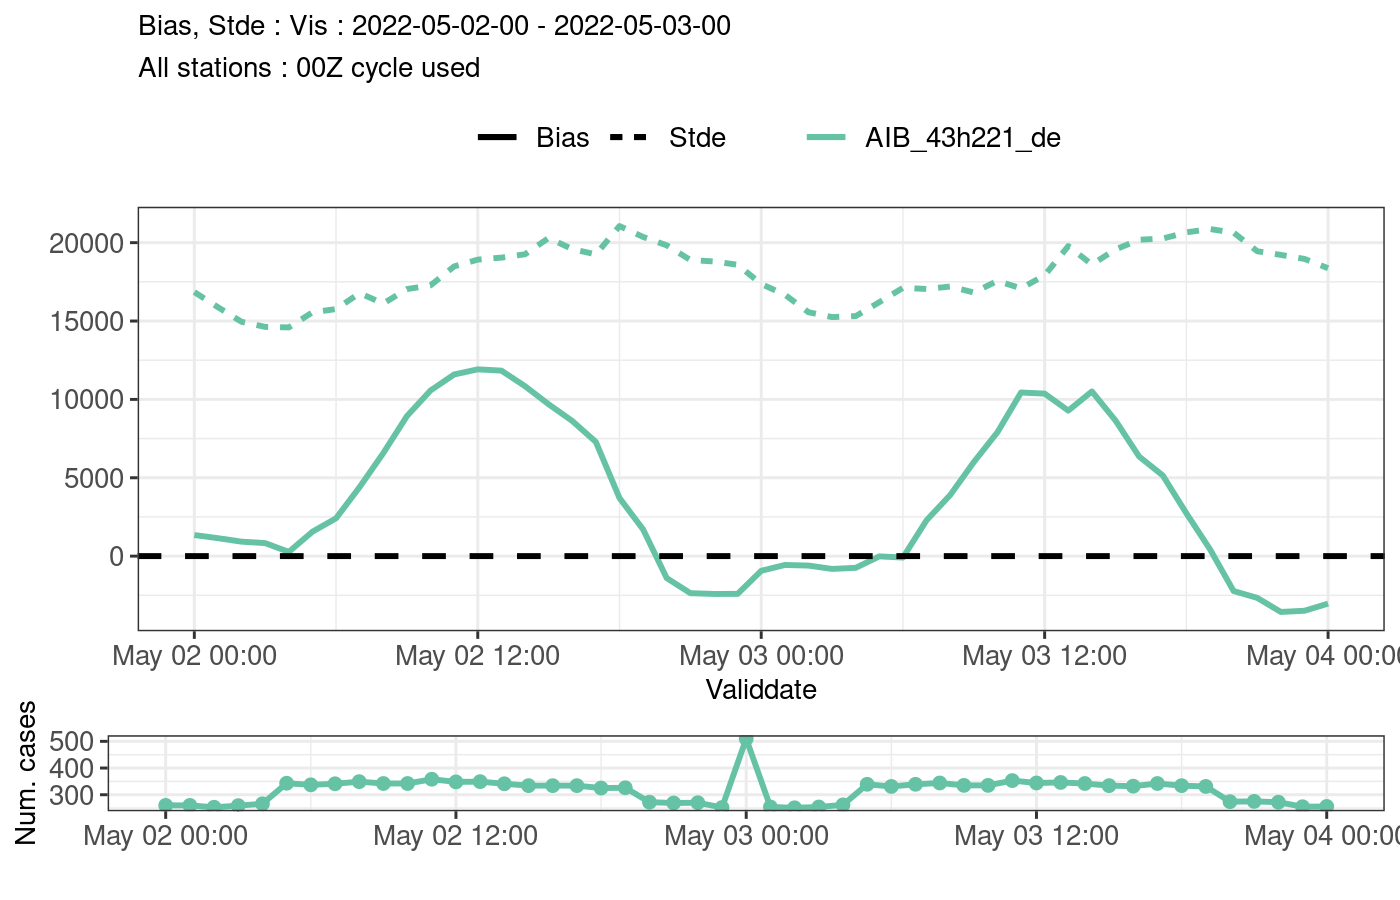 Bias, Stde : Vis : 2022-05-02-00 - 2022-05-03-00
All stations : 00Z cycle used
Bias Stde AIB_43h221_de
20000
15000
10000
5000
0
May 02 00:00 May 02 12:00 May 03 00:00 May 03 12:00 May 04 00:0
Validdate
Num. cases
500
400
300
May 02 00:00 May 02 12:00 May 03 00:00 May 03 12:00 May 04 00:0